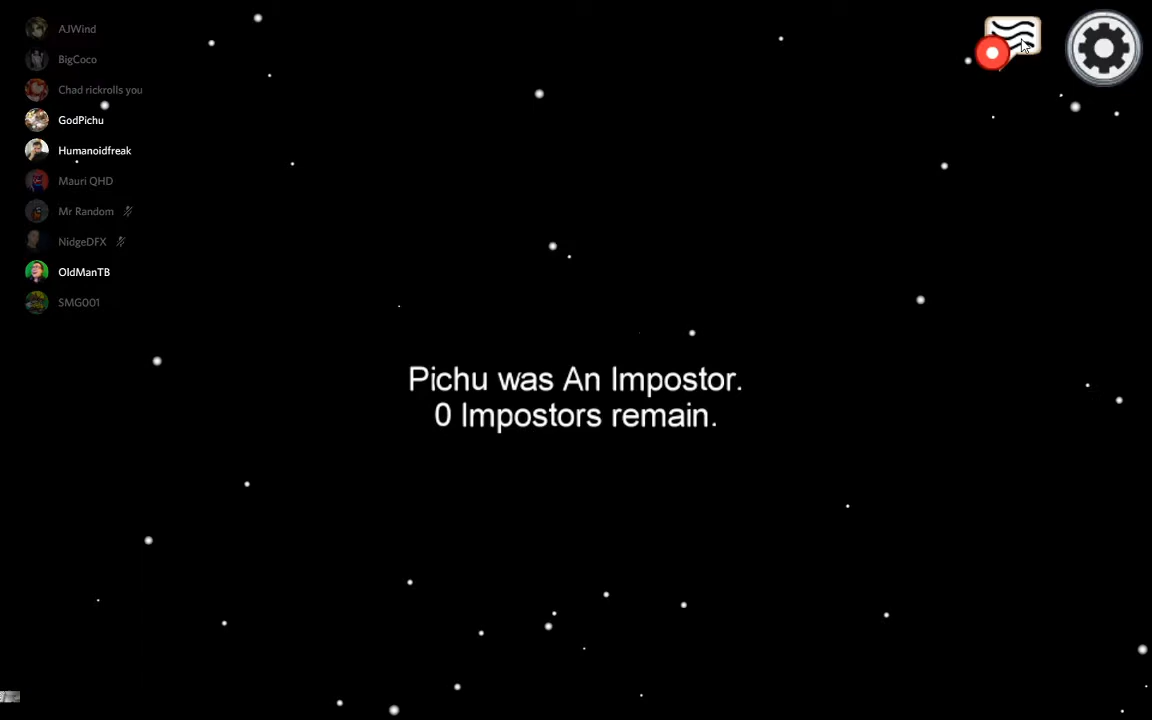 AJWind
BigCoco
Chad rickrolls you
GodPichu
Humanoidfreak
Mauri QHD
Mr Random
NidgeDFX
OldManTB
SMG001
Pichu was An Impostor.
0 Impostors remain.